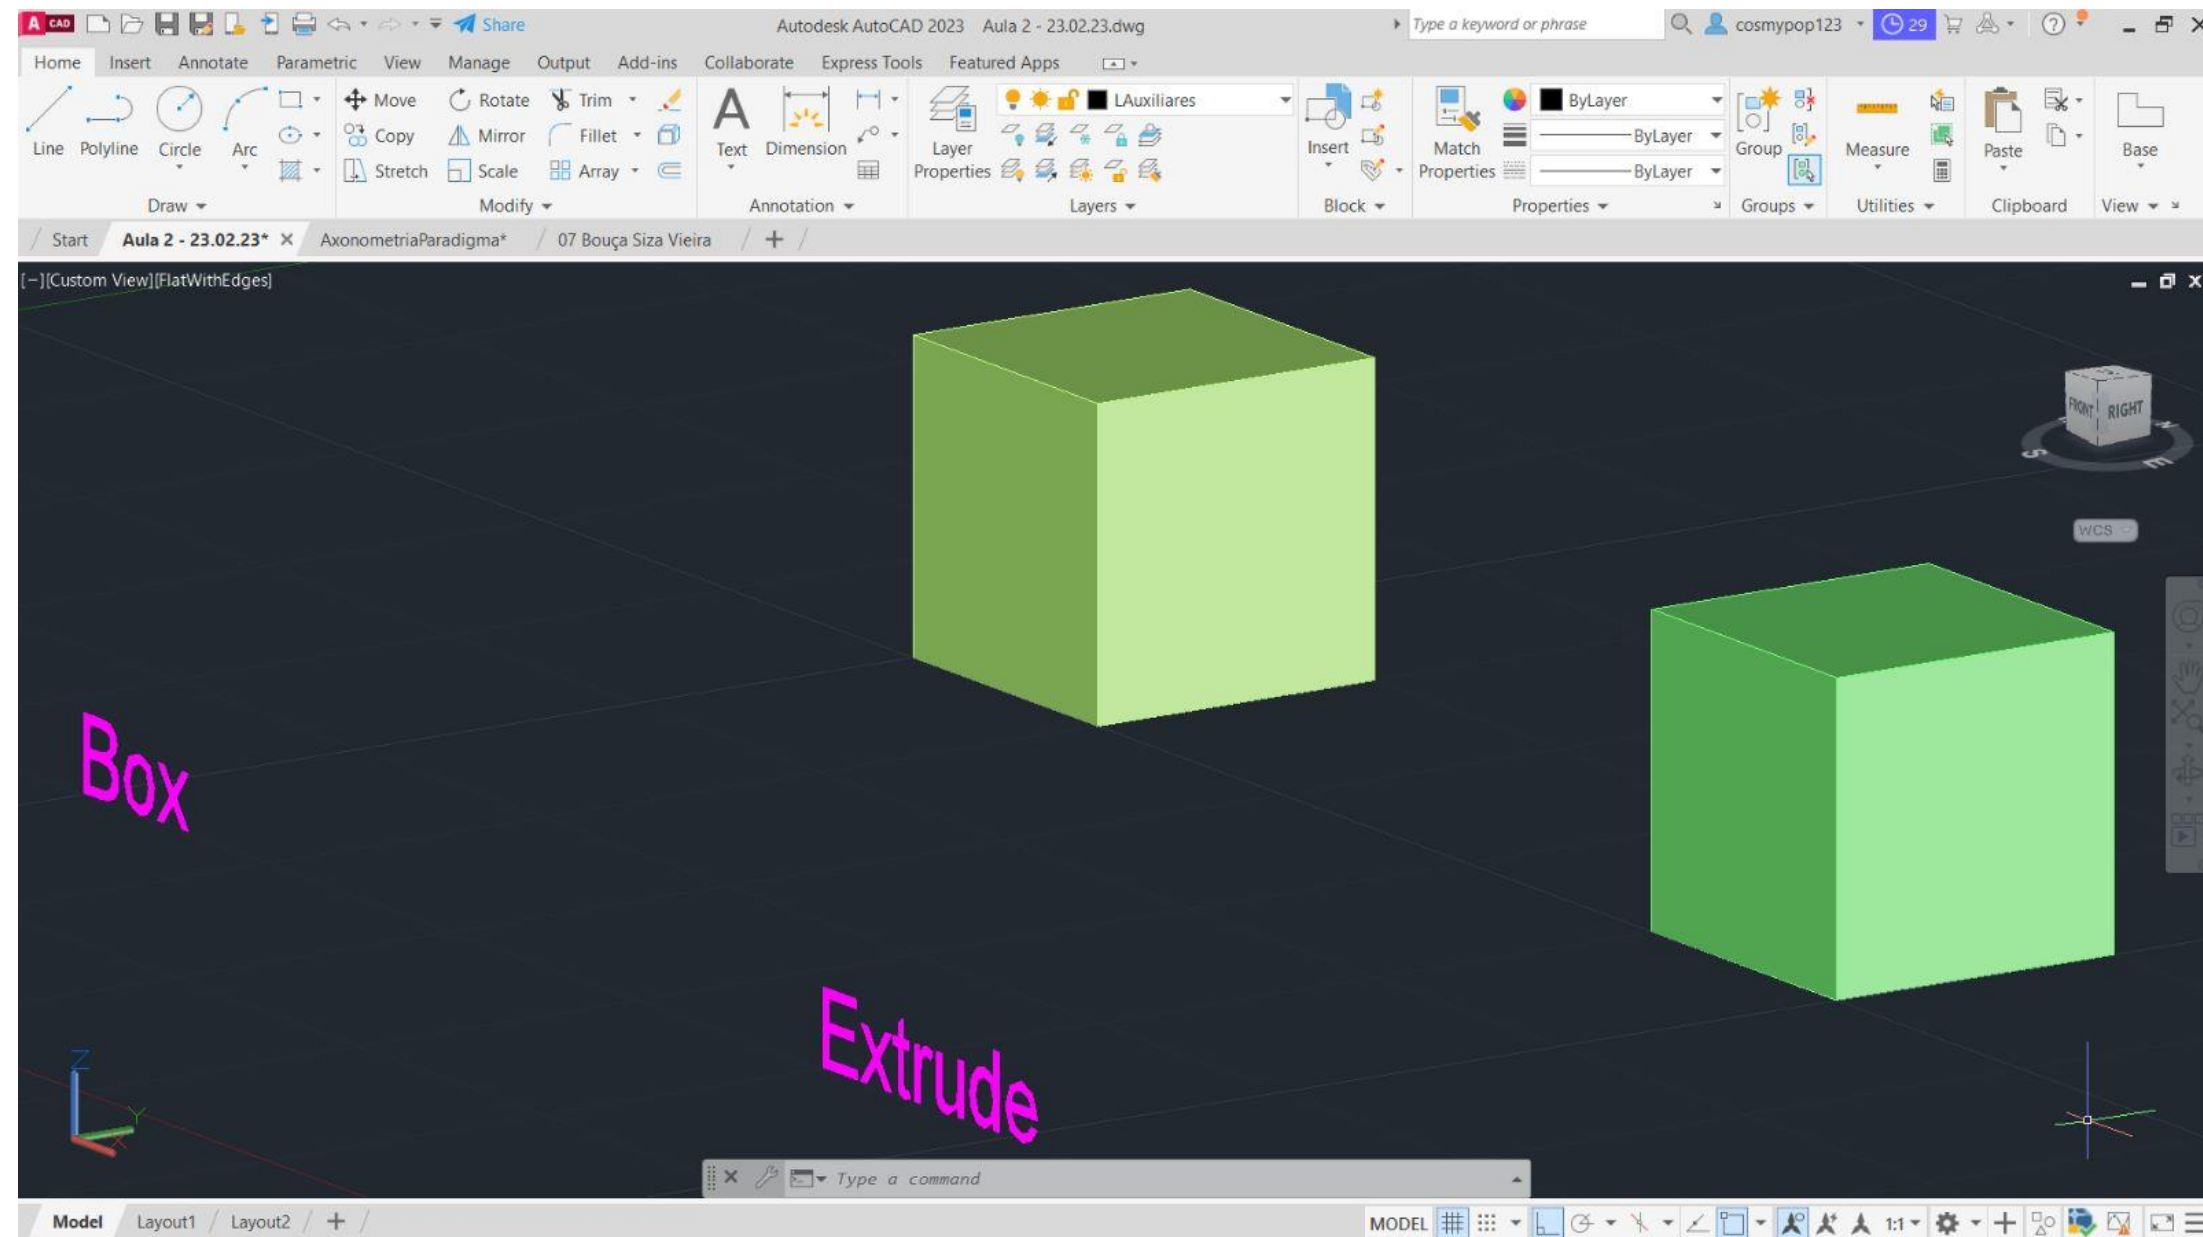 A CAD Share Autodesk AutoCAD 2023 Aula 2 - 23.02.23.dwg Type a keyword or phrase cosmypop123 29
Home Insert Annotate Parametric View Manage Output Add-ins Collaborate Express Tools Featured Apps
Move Rotate Trim LAuxiliares ByLayer
Copy Mirror Fillet ByLayer
Line Polyline Circle Arc Text Dimension Layer Insert Match Group Measure Paste Base
Stretch Scale Array Properties Properties ByLayer
Draw Modify Annotation Layers Block Properties Groups Utilities Clipboard View
Start Aula 2 - 23.02.23* AxonometriaParadigma* 07 Bouça Siza Vieira
[−][Custom View][FlatWithEdges]
FRONT RIGHT
S E
WCS
Box
Extrude
Z
Y
X
Type a command
Model Layout1 Layout2 MODEL 1:1